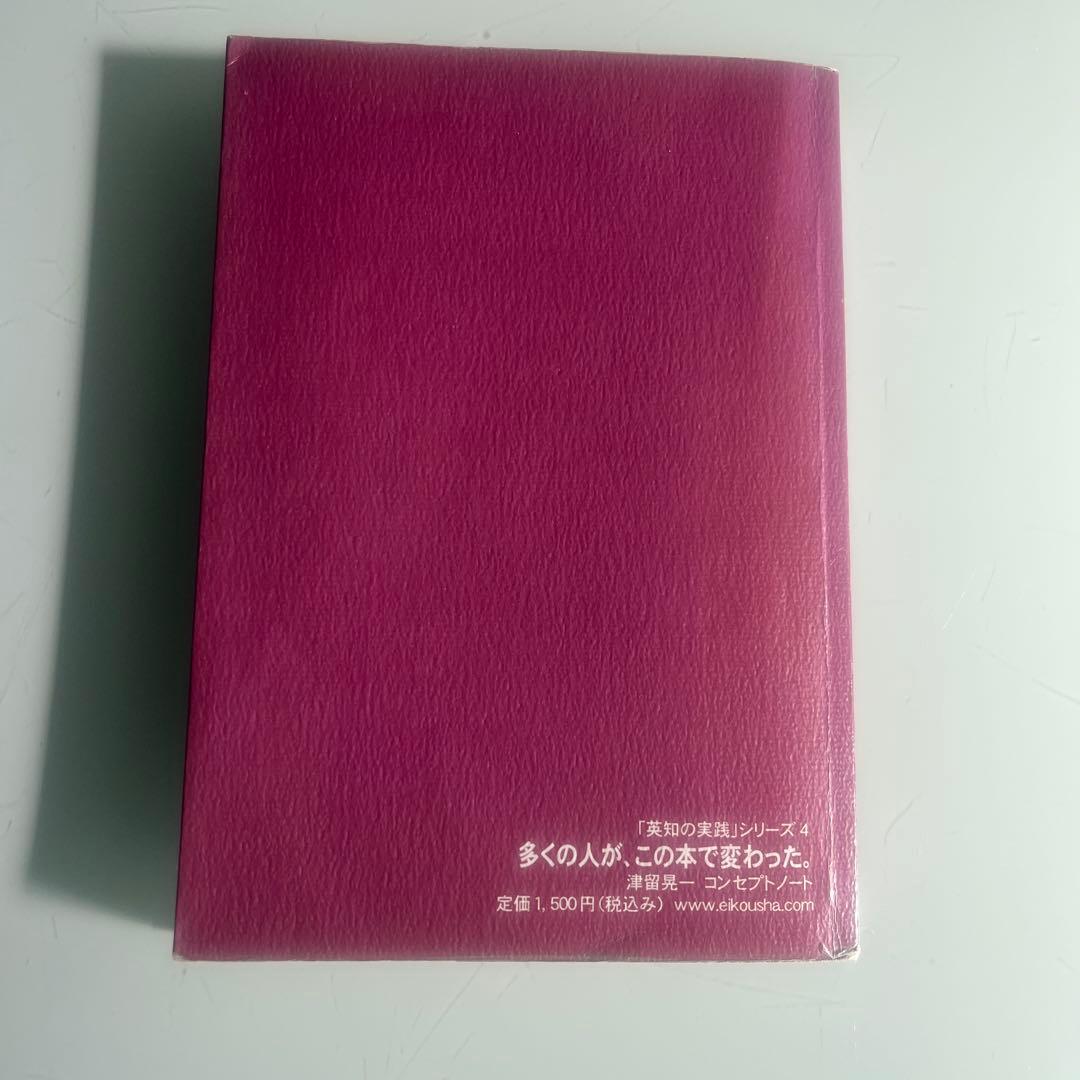 「英知の実践」シリーズ 4
多くの人が、この本で変わった。
津留晃一 コンセプトノート
定価1,500円(税込み) www.eikousha.com